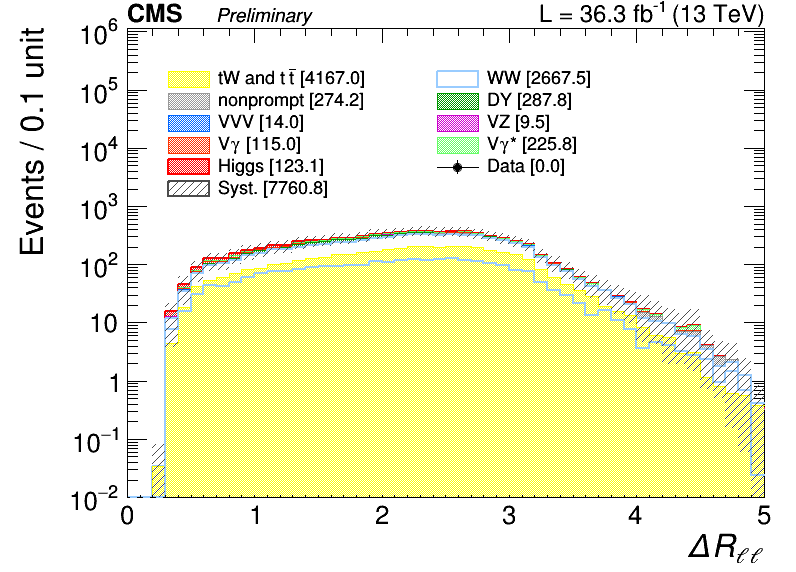 CMS Preliminary L = 36.3 fb⁻¹ (13 TeV)
Events / 0.1 unit
10⁶
10⁵
10⁴
10³
10²
10
1
10⁻¹
10⁻²
tW and tt̄ [4167.0]
WW [2667.5]
nonprompt [274.2]
DY [287.8]
VVV [14.0]
VZ [9.5]
Vγ [115.0]
Vγ* [225.8]
Higgs [123.1]
Data [0.0]
Syst. [7760.8]
0 1 2 3 4 5
ΔRℓℓ